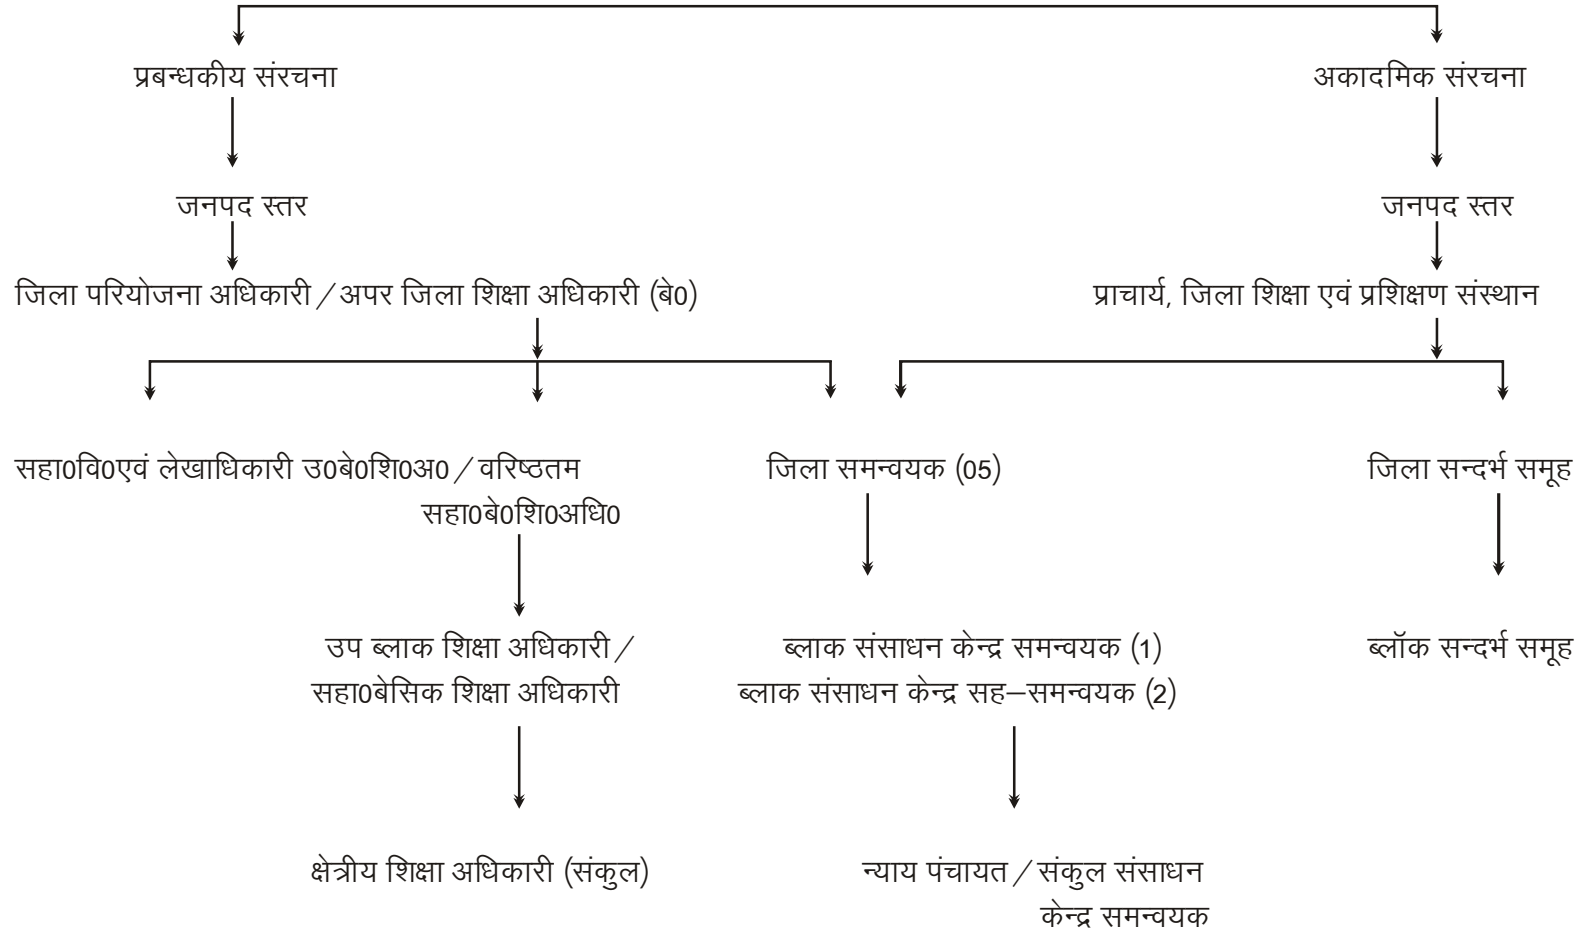 प्रबन्धकीय संरचना
अकादमिक संरचना
जनपद स्तर
जनपद स्तर
जिला परियोजना अधिकारी / अपर जिला शिक्षा अधिकारी (बे0)
प्राचार्य, जिला शिक्षा एवं प्रशिक्षण संस्थान
सहा0वि0एवं लेखाधिकारी उ0बे0शि0अ0 / वरिष्ठतम
सहा0बे0शि0अधि0
जिला समन्वयक (05)
जिला सन्दर्भ समूह
उप ब्लाक शिक्षा अधिकारी /
सहा0बेसिक शिक्षा अधिकारी
ब्लाक संसाधन केन्द्र समन्वयक (1)
ब्लाक संसाधन केन्द्र सह–समन्वयक (2)
ब्लॉक सन्दर्भ समूह
क्षेत्रीय शिक्षा अधिकारी (संकुल)
न्याय पंचायत / संकुल संसाधन
केन्द्र समन्वयक